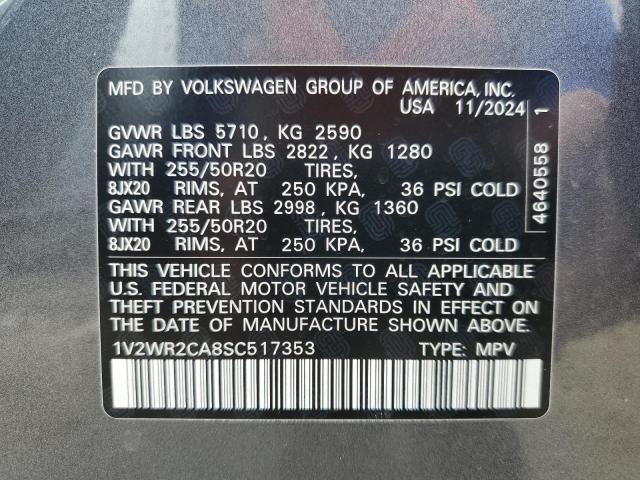 MFD BY VOLKSWAGEN GROUP OF AMERICA, INC.
USA 11/2024
GVWR LBS 5710, KG 2590
GAWR FRONT LBS 2822, KG 1280
WITH 255/50R20 TIRES,
8JX20 RIMS, AT 250 KPA, 36 PSI COLD
GAWR REAR LBS 2998, KG 1360
WITH 255/50R20 TIRES,
8JX20 RIMS, AT 250 KPA, 36 PSI COLD
THIS VEHICLE CONFORMS TO ALL APPLICABLE
U.S. FEDERAL MOTOR VEHICLE SAFETY AND
THEFT PREVENTION STANDARDS IN EFFECT ON
THE DATE OF MANUFACTURE SHOWN ABOVE.
1V2WR2CA8SC517353 TYPE: MPV
4640558 1